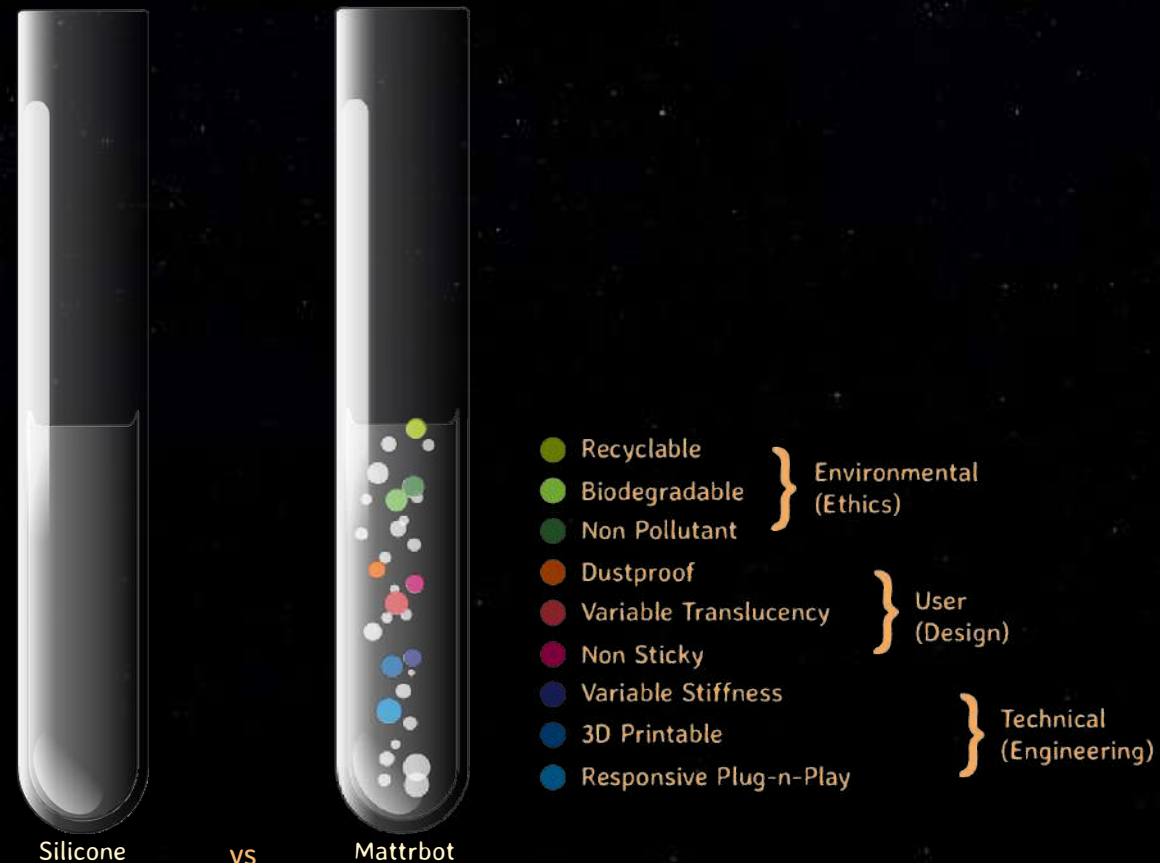 Recyclable
Biodegradable
Non Pollutant
Environmental
(Ethics)
Dustproof
Variable Translucency
Non Sticky
User
(Design)
Variable Stiffness
3D Printable
Responsive Plug-n-Play
Technical
(Engineering)
Silicone vs Mattrbot